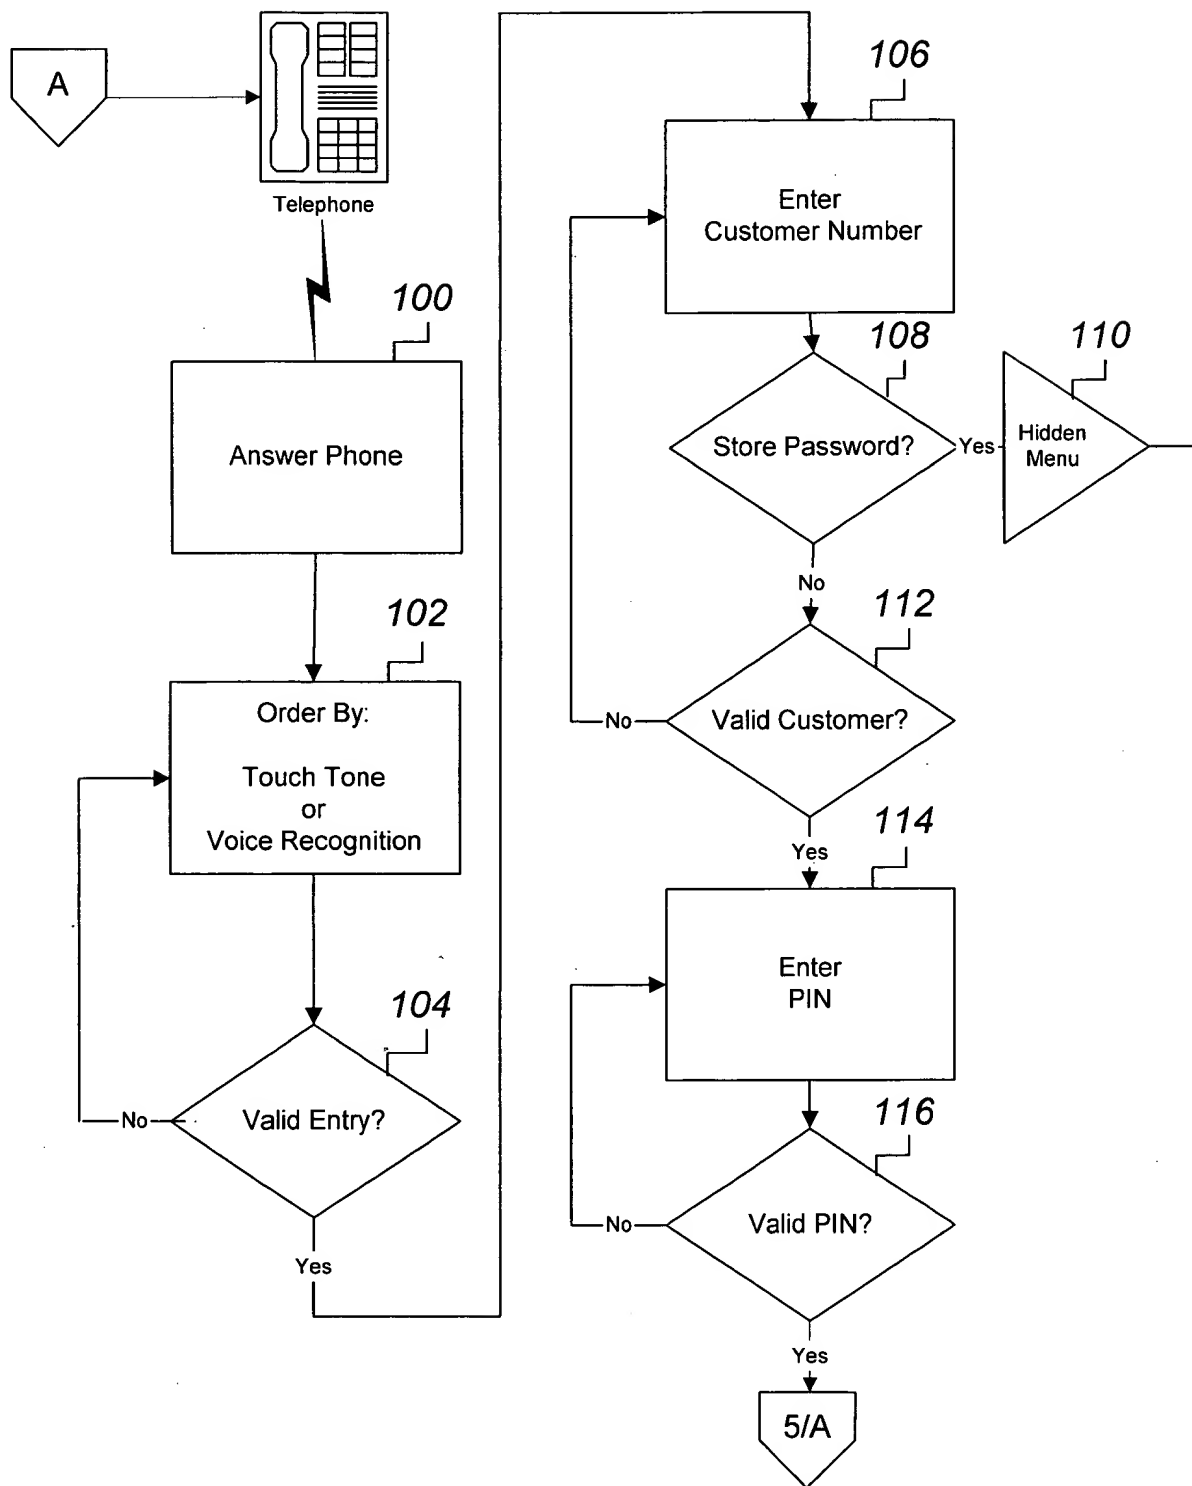 A
Telephone
100
Answer Phone
102
Order By:
Touch Tone
or
Voice Recognition
104
Valid Entry?
No
Yes
106
Enter
Customer Number
108
Store Password?
Yes
110
Hidden
Menu
No
112
Valid Customer?
No
Yes
114
Enter
PIN
116
Valid PIN?
No
Yes
5/A